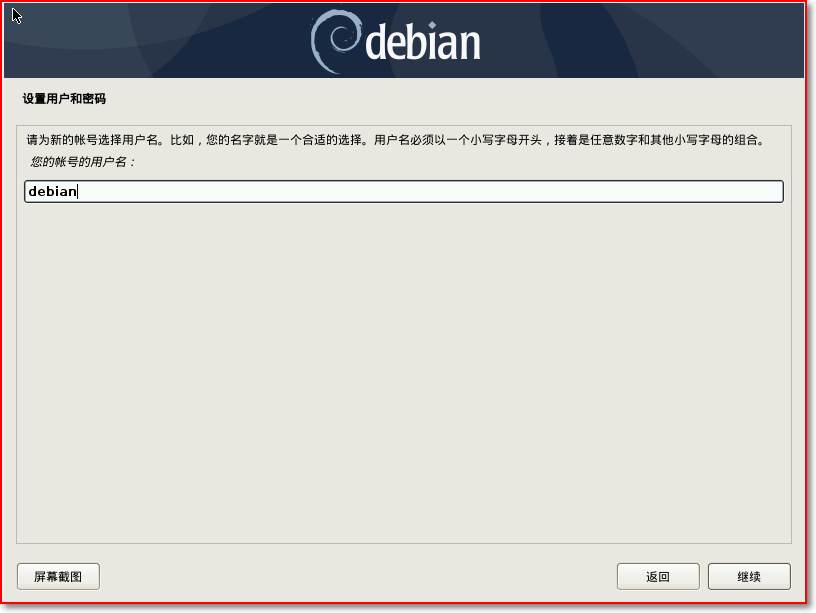 debian
设置用户和密码
请为新的帐号选择用户名。比如，您的名字就是一个合适的选择。用户名必须以一个小写字母开头，接着是任意数字和其他小写字母的组合。
您的帐号的用户名：
debian
屏幕截图
返回
继续